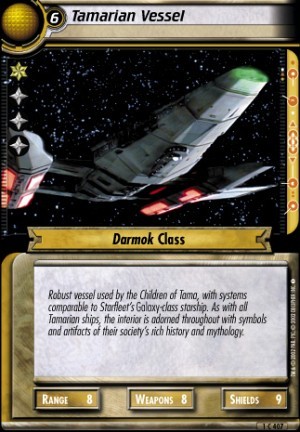 6 Tamarian Vessel
Darmok Class
Robust vessel used by the Children of Tama, with systems
comparable to Starfleet's Galaxy-class starship. As with all
Tamarian ships, the interior is adorned throughout with symbols
and artifacts of their society's rich history and mythology.
RANGE 8 WEAPONS 8 SHIELDS 9
1 C 407